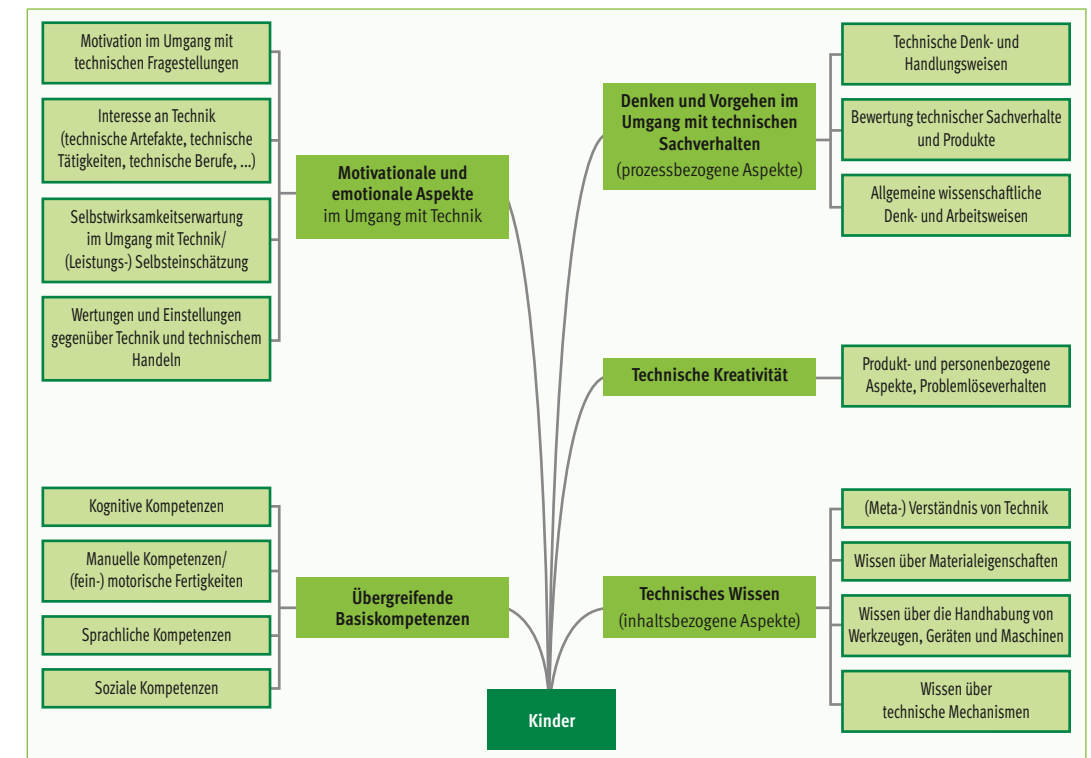 Motivation im Umgang mit
technischen Fragestellungen
Interesse an Technik
(technische Artefakte, technische
Tätigkeiten, technische Berufe, ...)
Selbstwirksamkeitserwartung
im Umgang mit Technik/
(Leistungs-) Selbsteinschätzung
Wertungen und Einstellungen
gegenüber Technik und technischem
Handeln
Motivationale und
emotionale Aspekte
im Umgang mit Technik
Kognitive Kompetenzen
Manuelle Kompetenzen/
(fein-) motorische Fertigkeiten
Sprachliche Kompetenzen
Soziale Kompetenzen
Übergreifende
Basiskompetenzen
Denken und Vorgehen im
Umgang mit technischen
Sachverhalten
(prozessbezogene Aspekte)
Technische Denk- und
Handlungsweisen
Bewertung technischer Sachverhalte
und Produkte
Allgemeine wissenschaftliche
Denk- und Arbeitsweisen
Technische Kreativität
Produkt- und personenbezogene
Aspekte, Problemlöseverhalten
Technisches Wissen
(inhaltsbezogene Aspekte)
(Meta-) Verständnis von Technik
Wissen über Materialeigenschaften
Wissen über die Handhabung von
Werkzeugen, Geräten und Maschinen
Wissen über
technische Mechanismen
Kinder